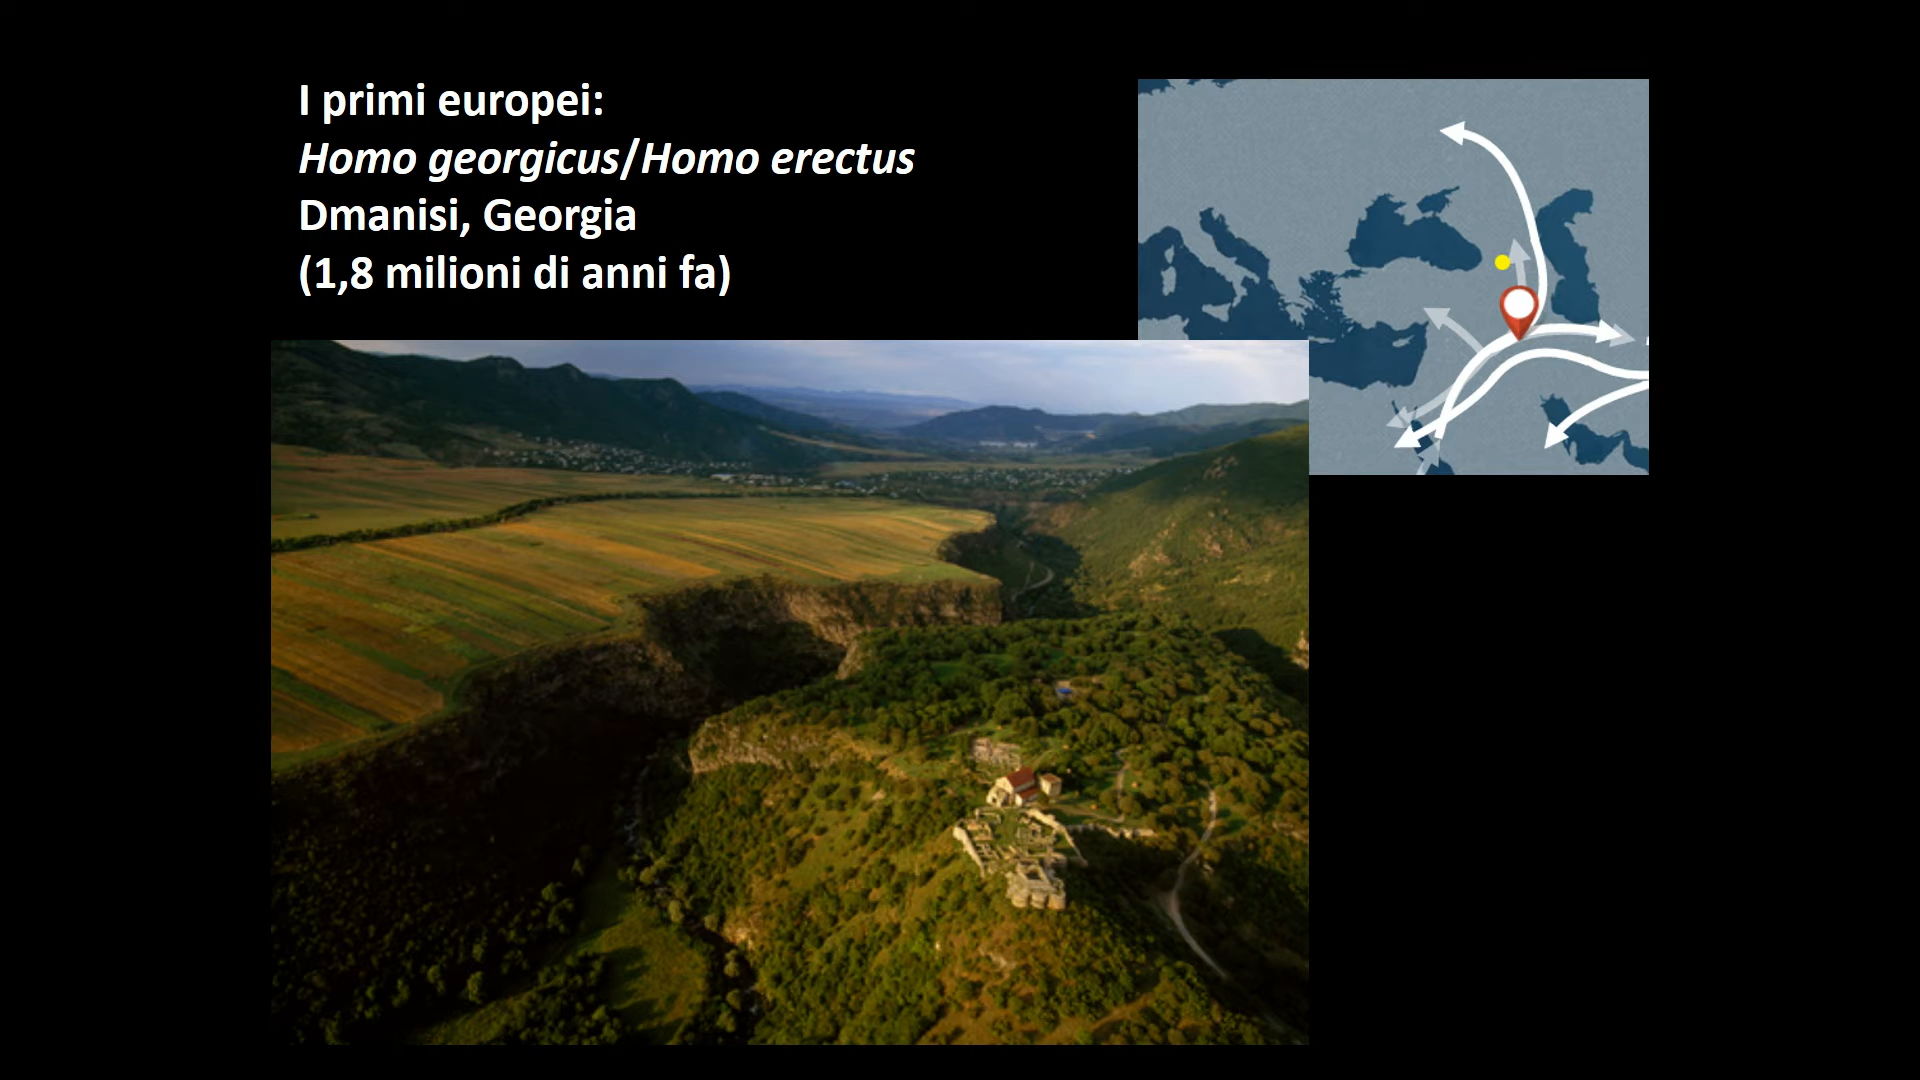 I primi europei:
Homo georgicus/Homo erectus
Dmanisi, Georgia
(1,8 milioni di anni fa)